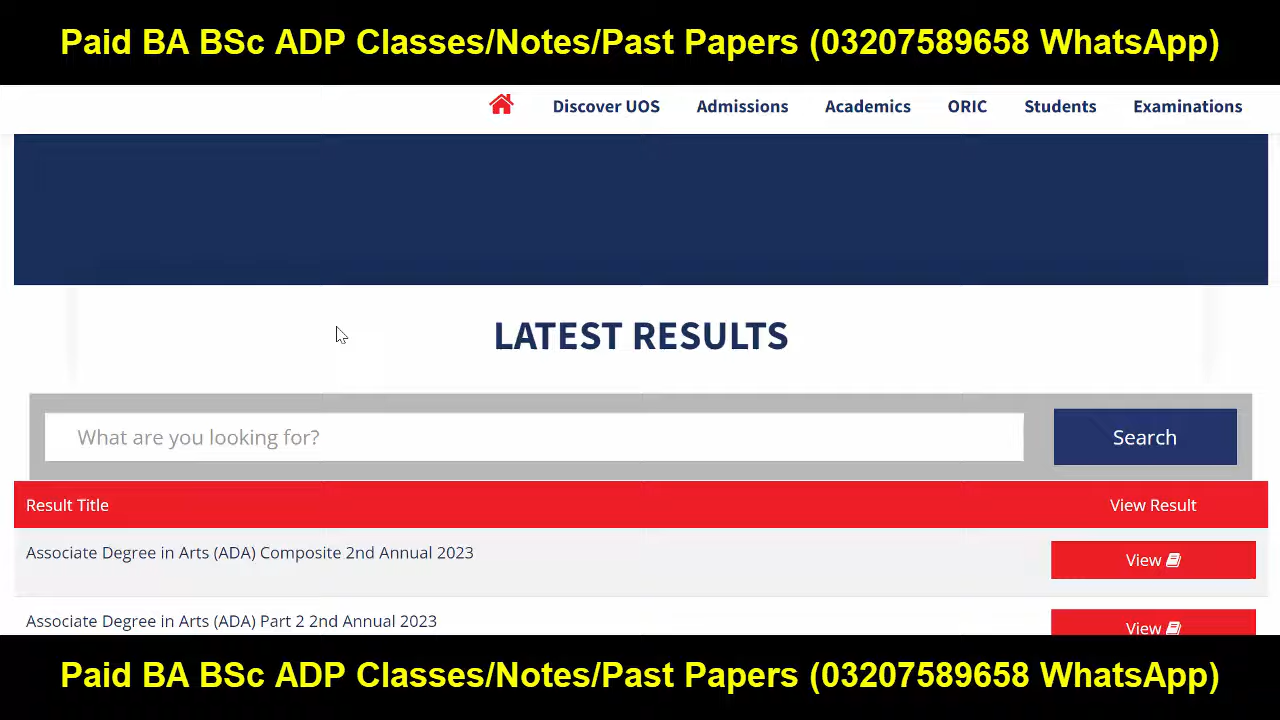 Paid BA BSc ADP Classes/Notes/Past Papers (03207589658 WhatsApp)
Discover UOS Admissions Academics ORIC Students Examinations
LATEST RESULTS
What are you looking for? Search
Result Title View Result
Associate Degree in Arts (ADA) Composite 2nd Annual 2023 View
Associate Degree in Arts (ADA) Part 2 2nd Annual 2023 View
Paid BA BSc ADP Classes/Notes/Past Papers (03207589658 WhatsApp)